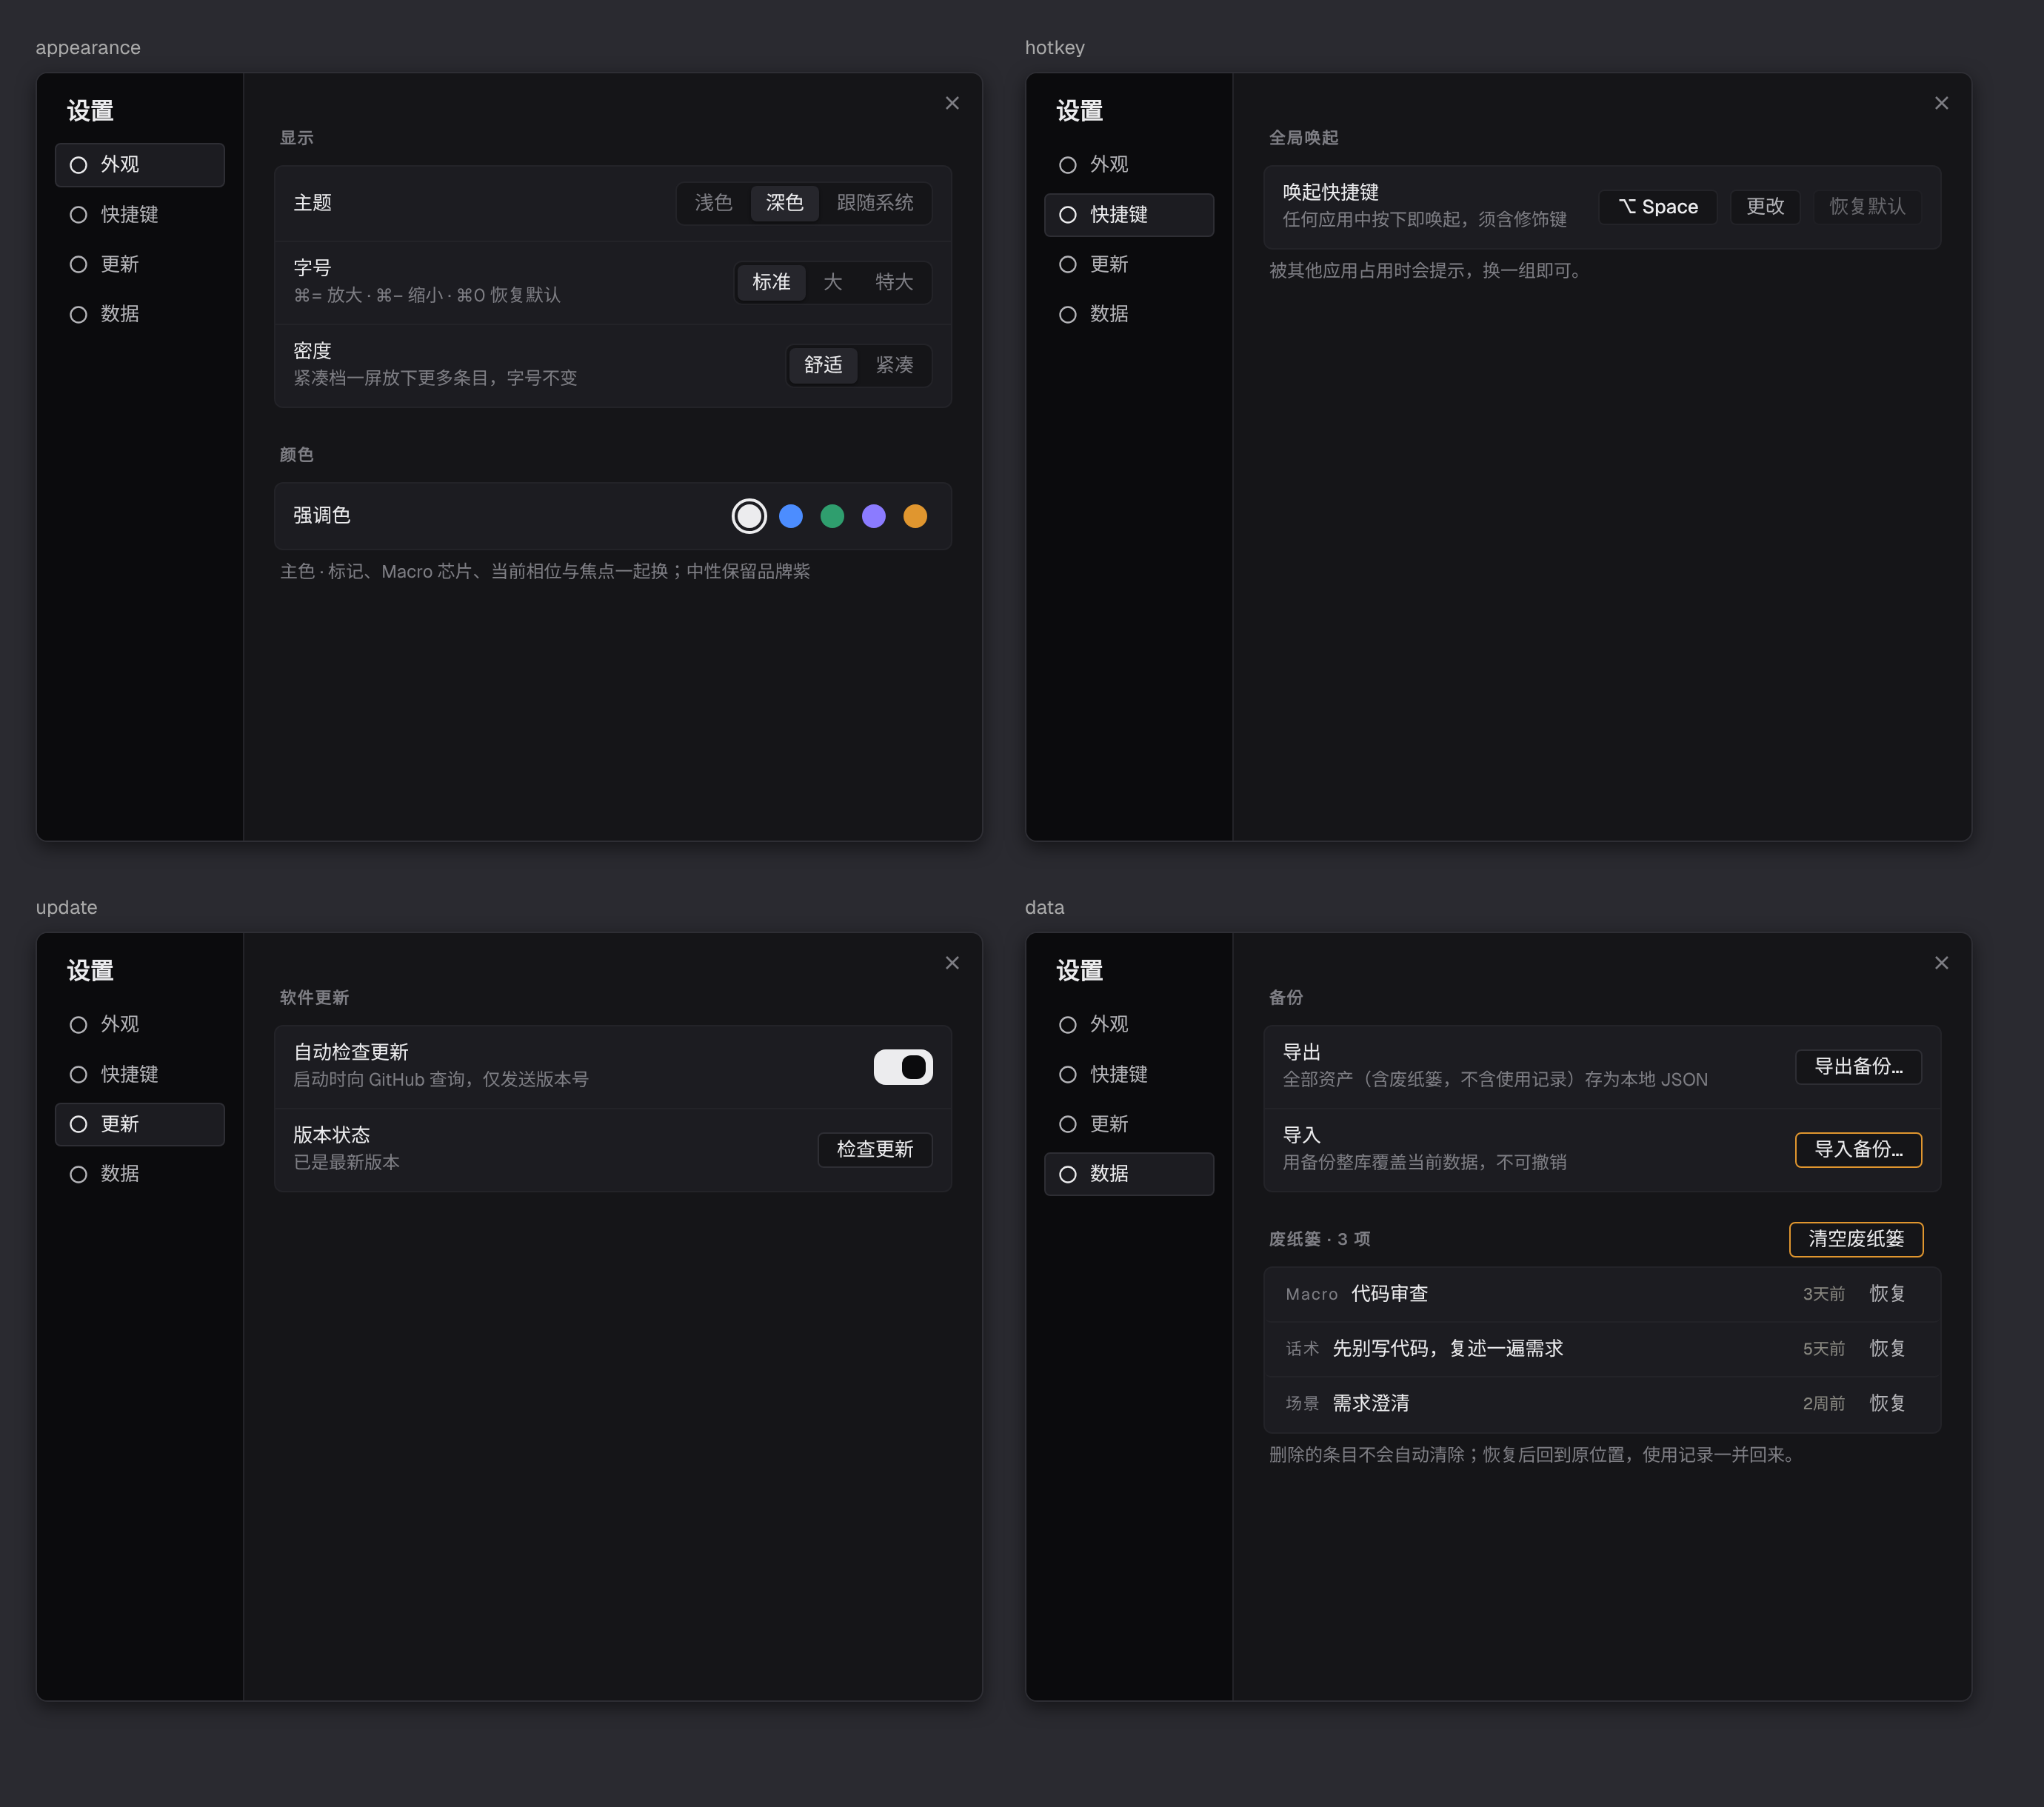 appearance
设置
外观
快捷键
更新
数据
显示
主题
浅色 深色 跟随系统
字号
⌘= 放大 · ⌘− 缩小 · ⌘0 恢复默认
标准 大 特大
密度
紧凑档一屏放下更多条目，字号不变
舒适 紧凑
颜色
强调色
主色 · 标记、Macro 芯片、当前相位与焦点一起换；中性保留品牌紫
hotkey
设置
外观
快捷键
更新
数据
全局唤起
唤起快捷键
任何应用中按下即唤起，须含修饰键
⌥ Space 更改 恢复默认
被其他应用占用时会提示，换一组即可。
update
设置
外观
快捷键
更新
数据
软件更新
自动检查更新
启动时向 GitHub 查询，仅发送版本号
版本状态
已是最新版本
检查更新
data
设置
外观
快捷键
更新
数据
备份
导出
全部资产（含废纸篓，不含使用记录）存为本地 JSON
导出备份…
导入
用备份整库覆盖当前数据，不可撤销
导入备份…
废纸篓 · 3 项 清空废纸篓
Macro 代码审查 3天前 恢复
话术 先别写代码，复述一遍需求 5天前 恢复
场景 需求澄清 2周前 恢复
删除的条目不会自动清除；恢复后回到原位置，使用记录一并回来。